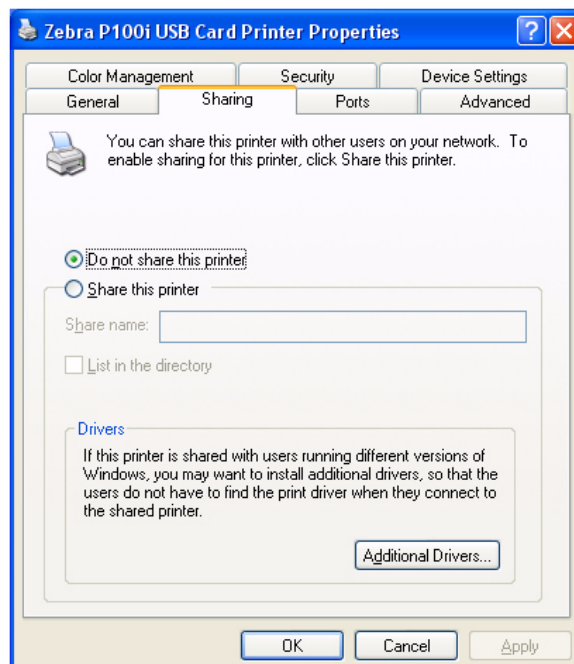 Zebra P100i USB Card Printer Properties
Color Management Security Device Settings
General Sharing Ports Advanced
You can share this printer with other users on your network. To
enable sharing for this printer, click Share this printer.
Do not share this printer
Share this printer
Share name:
List in the directory
Drivers
If this printer is shared with users running different versions of
Windows, you may want to install additional drivers, so that the
users do not have to find the print driver when they connect to
the shared printer.
Additional Drivers...
OK Cancel Apply